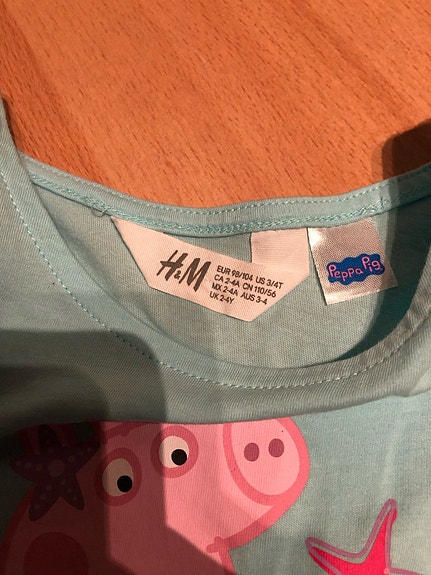 H&M
EUR 98/104 US 3/4T
CA 2-4A CN 110/56
MX 2-4A AUS 3-4
UK 2-4Y
Peppa Pig